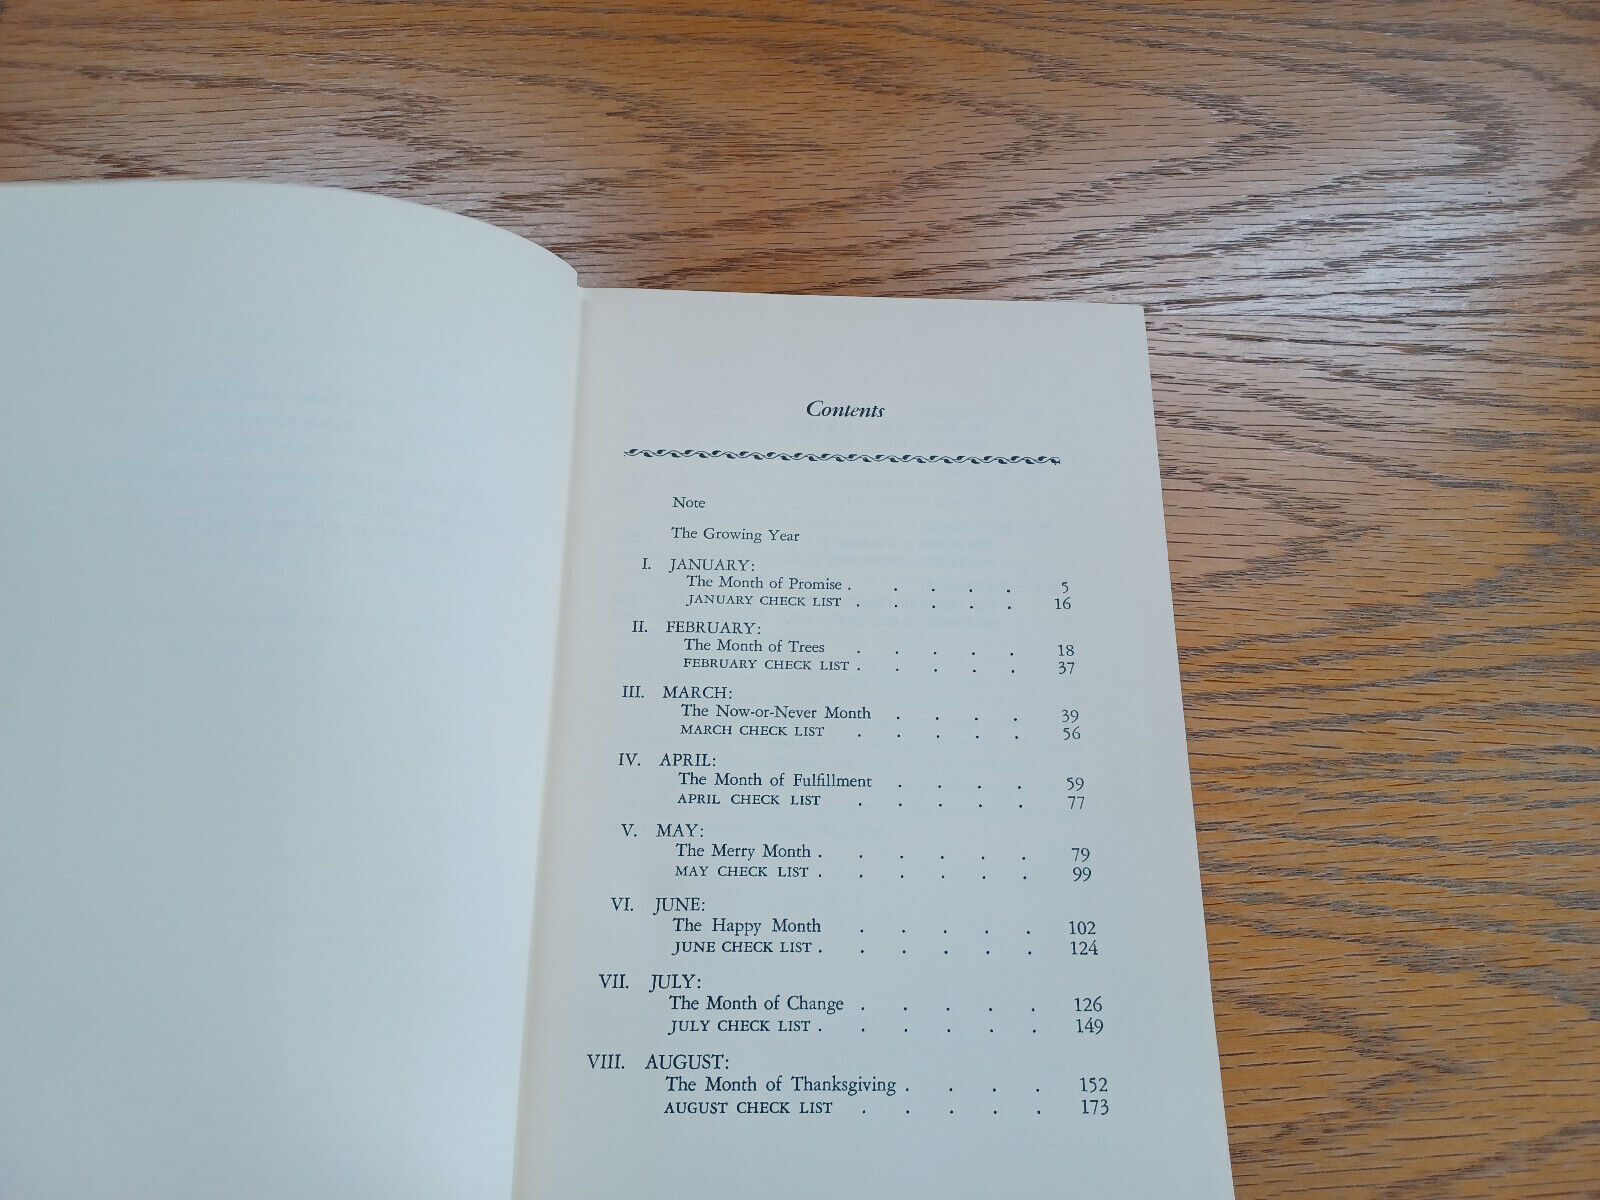 Contents
Note
The Growing Year
I. JANUARY:
The Month of Promise . . . . . 5
JANUARY CHECK LIST . . . . . 16
II. FEBRUARY:
The Month of Trees . . . . . 18
FEBRUARY CHECK LIST . . . . . 37
III. MARCH:
The Now-or-Never Month . . . . 39
MARCH CHECK LIST . . . . . 56
IV. APRIL:
The Month of Fulfillment . . . . 59
APRIL CHECK LIST . . . . . 77
V. MAY:
The Merry Month . . . . . . 79
MAY CHECK LIST . . . . . . 99
VI. JUNE:
The Happy Month . . . . . 102
JUNE CHECK LIST . . . . . . 124
VII. JULY:
The Month of Change . . . . . 126
JULY CHECK LIST . . . . . . 149
VIII. AUGUST:
The Month of Thanksgiving . . . . 152
AUGUST CHECK LIST . . . . . 173